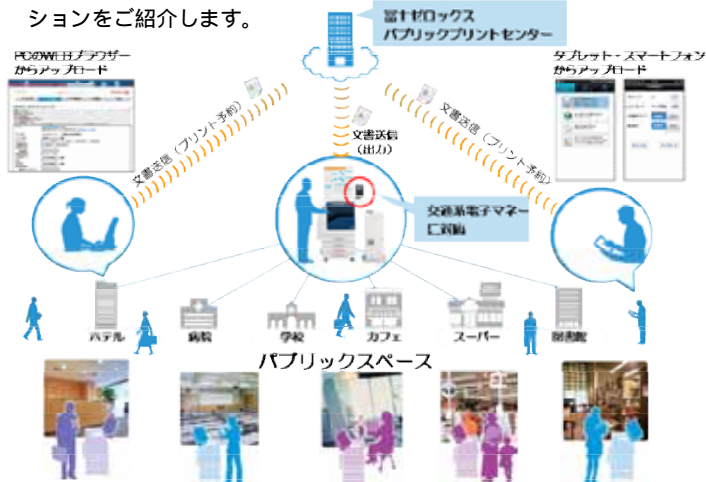 ションをご紹介します。
富士ゼロックス
パブリックプリントセンター
PCのWEBブラウザー
からアップロード
タブレット・スマートフォン
からアップロード
文書送信（プリント予約）
文書送信
（出力）
文書送信（プリント予約）
交通系電子マネー
に対応
ホテル
病院
学校
カフェ
スーパー
図書館
パブリックスペース